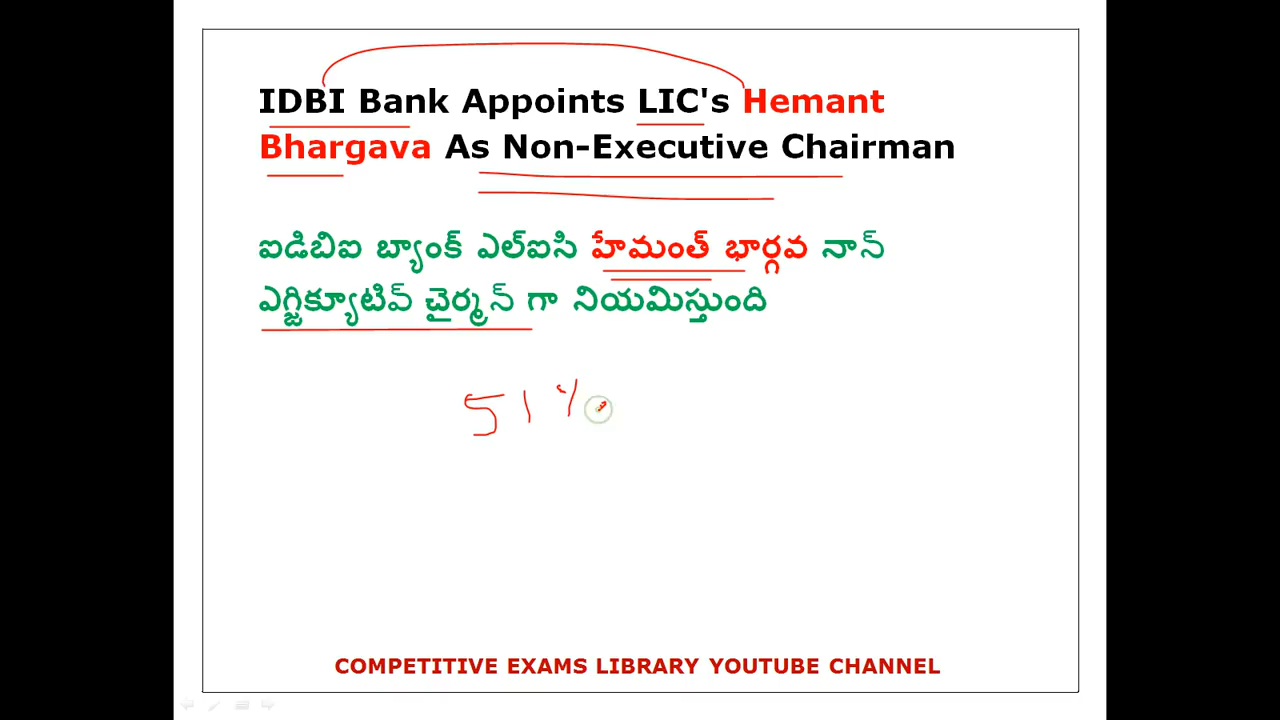 IDBI Bank Appoints LIC's Hemant
Bhargava As Non-Executive Chairman
ఐడిబిఐ బ్యాంక్ ఎల్ఐసి హేమంత్ భార్గవ నాన్
ఎగ్జిక్యూటివ్ చైర్మన్ గా నియమిస్తుంది
51%
COMPETITIVE EXAMS LIBRARY YOUTUBE CHANNEL